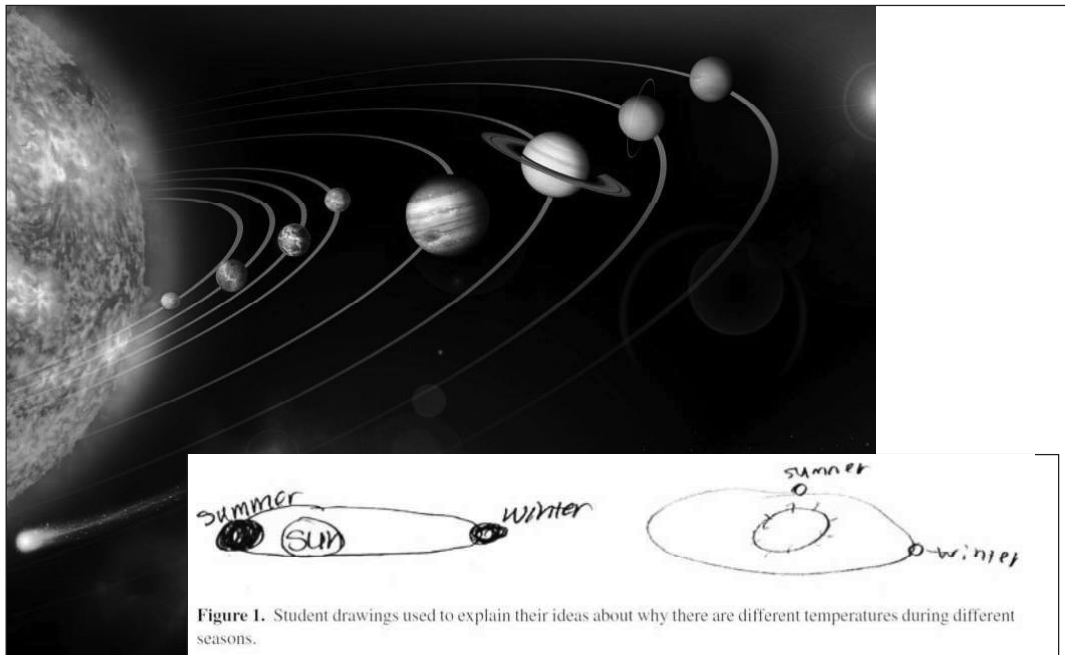 summer
sun
winter
summer
winter
Figure 1. Student drawings used to explain their ideas about why there are different temperatures during different
seasons.